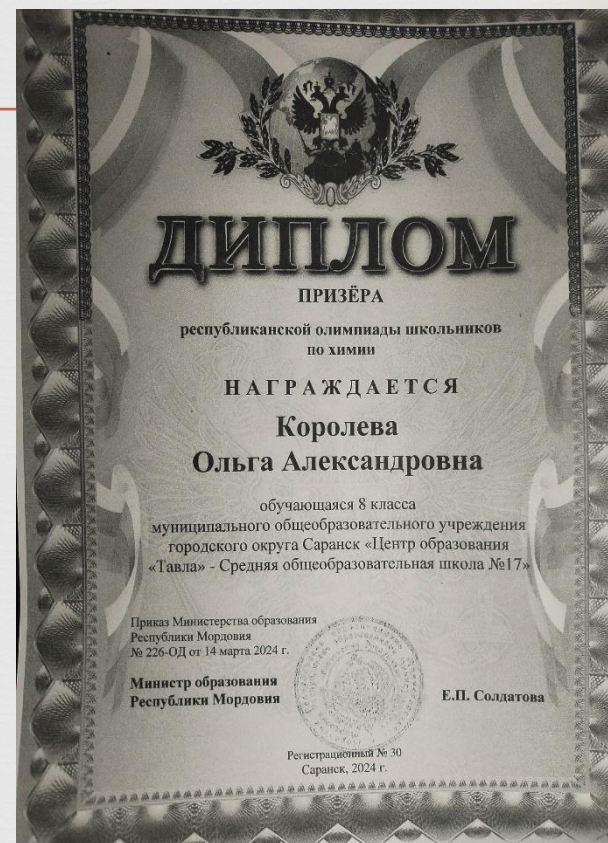 ДИПЛОМ
ПРИЗЁРА
республиканской олимпиады школьников
по химии
НАГРАЖДАЕТСЯ
Королева
Ольга Александровна
обучающаяся 8 класса
муниципального общеобразовательного учреждения
городского округа Саранск «Центр образования
«Тавла» - Средняя общеобразовательная школа №17»
Приказ Министерства образования
Республики Мордовия
№ 226-ОД от 14 марта 2024 г.
Министр образования
Республики Мордовия
Е.П. Солдатова
Регистрационный № 30
Саранск, 2024 г.